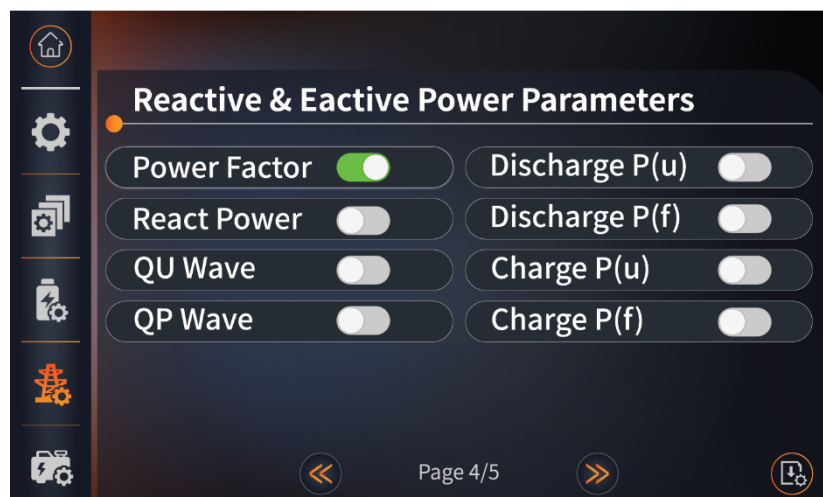 Reactive & Eactive Power Parameters
Power Factor
Discharge P(u)
React Power
Discharge P(f)
QU Wave
Charge P(u)
QP Wave
Charge P(f)
Page 4/5